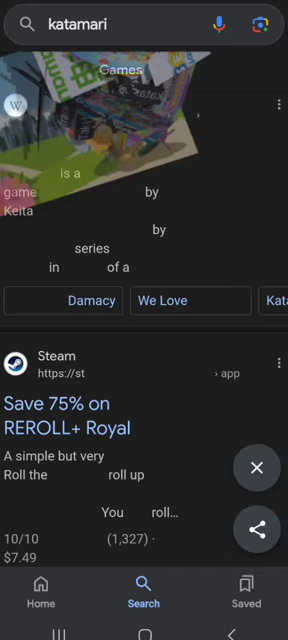 katamari
Games
W
is a
game by
Keita
by
series
in of a
Damacy
We Love
Kata
Steam
https://st › app
Save 75% on
REROLL+ Royal
A simple but very
Roll the roll up
You roll...
10/10 (1,327) ·
$7.49
Home Search Saved